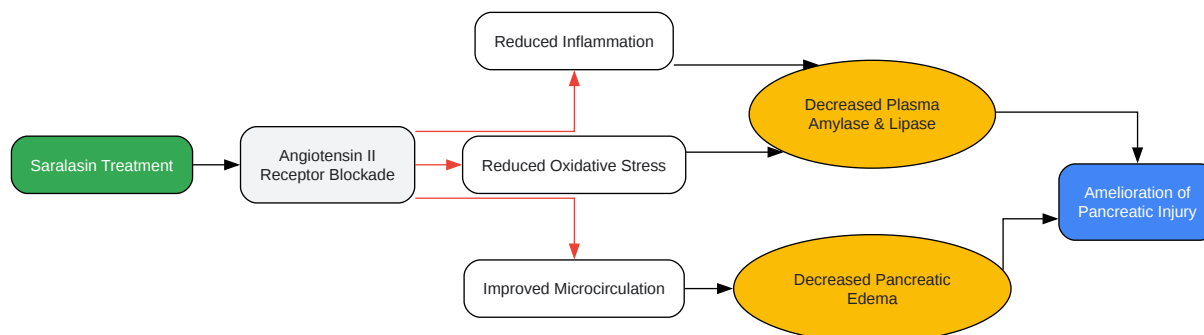 Reduced Inflammation
Decreased Plasma
Amylase & Lipase
Saralasin Treatment
Angiotensin II
Receptor Blockade
Reduced Oxidative Stress
Amelioration of
Pancreatic Injury
Improved Microcirculation
Decreased Pancreatic
Edema